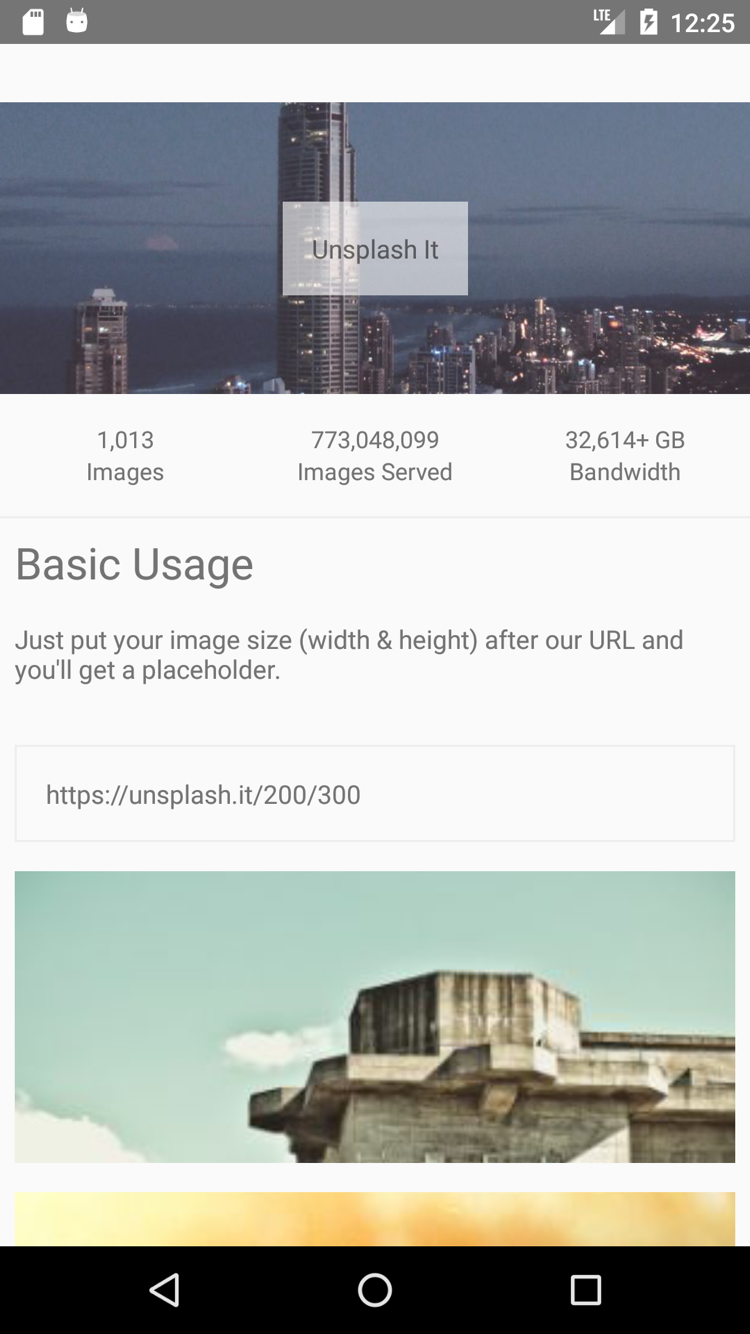 LTE 12:25
Unsplash It
1,013 773,048,099 32,614+ GB
Images Images Served Bandwidth
Basic Usage
Just put your image size (width & height) after our URL and
you'll get a placeholder.
https://unsplash.it/200/300